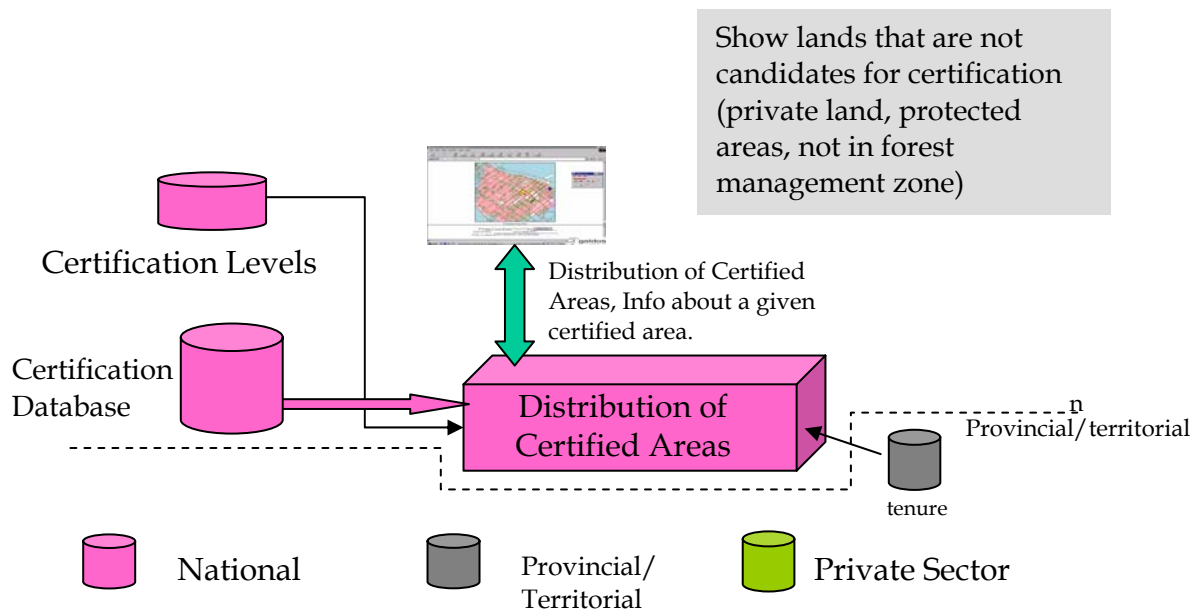 Show lands that are not
candidates for certification
(private land, protected
areas, not in forest
management zone)
Certification Levels
Distribution of Certified
Areas, Info about a given
certified area.
Certification
Database
Distribution of
Certified Areas
n
Provincial/territorial
tenure
National
Provincial/
Territorial
Private Sector